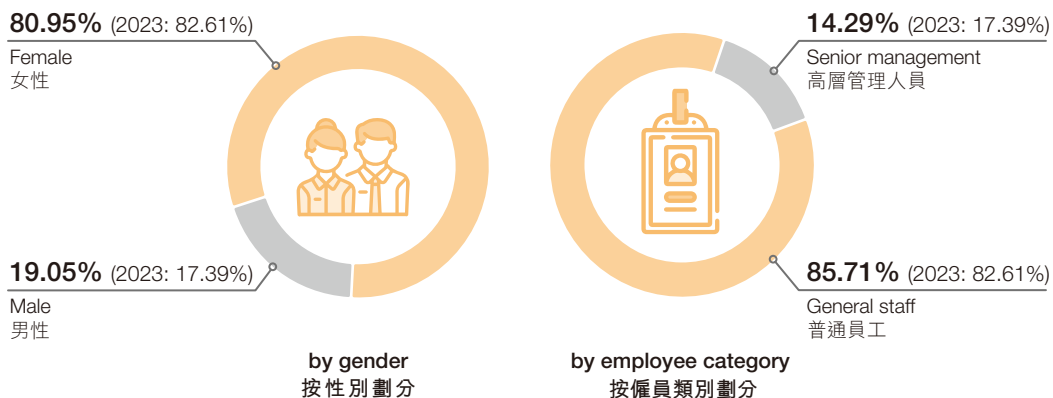 80.95% (2023: 82.61%)
Female
女性
19.05% (2023: 17.39%)
Male
男性
by gender
按性別劃分
14.29% (2023: 17.39%)
Senior management
高層管理人員
85.71% (2023: 82.61%)
General staff
普通員工
by employee category
按僱員類別劃分